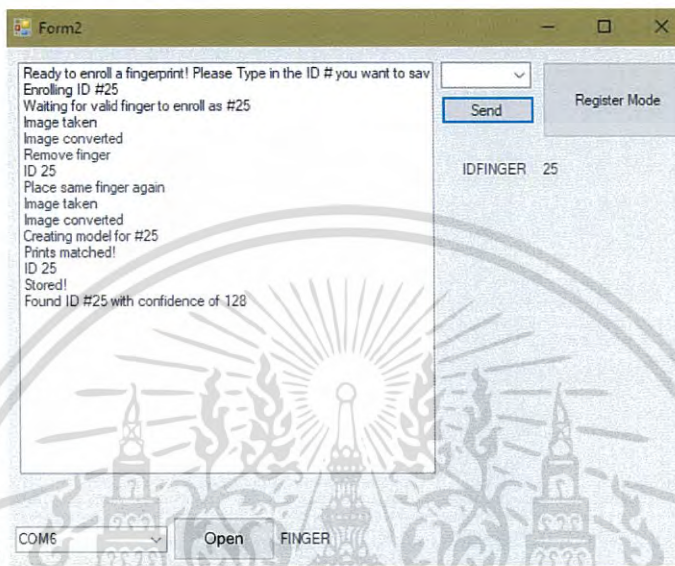 Form2
Ready to enroll a fingerprint! Please Type in the ID # you want to sav
Enrolling ID #25
Waiting for valid finger to enroll as #25
Image taken
Image converted
Remove finger
ID 25
Place same finger again
Image taken
Image converted
Creating model for #25
Prints matched!
ID 25
Stored!
Found ID #25 with confidence of 128
Send
Register Mode
IDFINGER 25
COM6
Open
FINGER